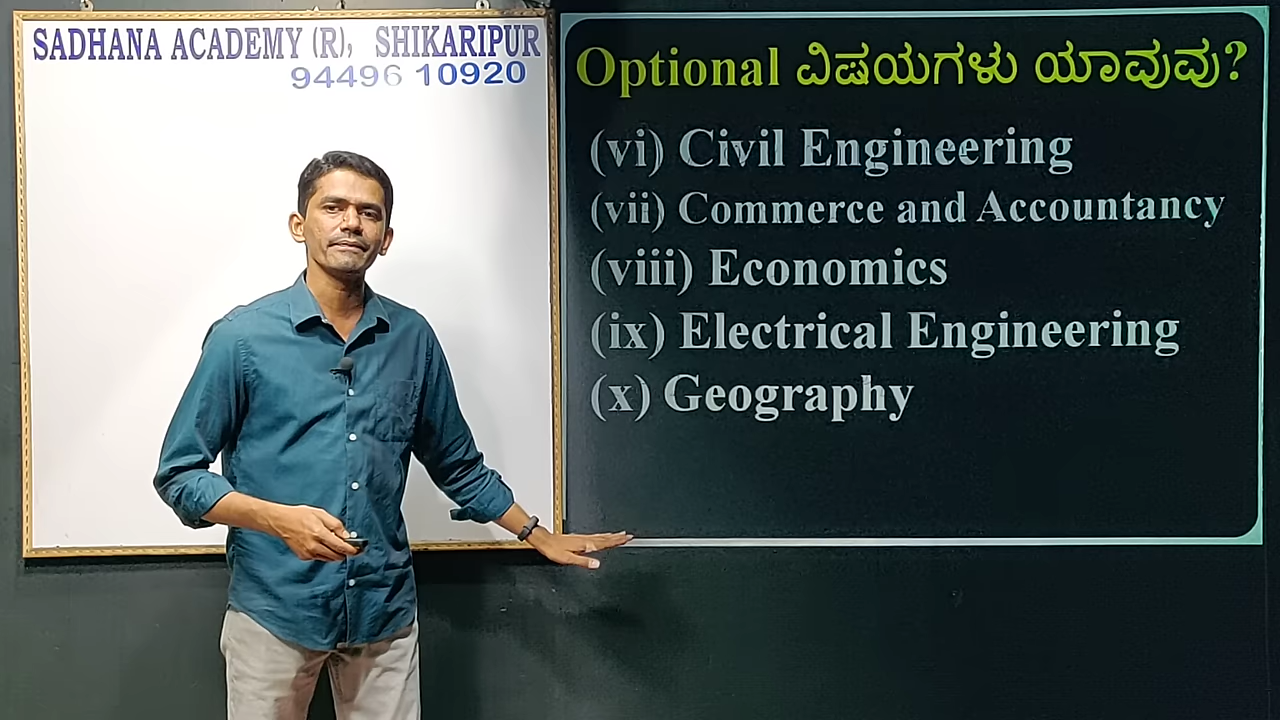 SADHANA ACADEMY (R), SHIKARIPUR
94496 10920
Optional ವಿಷಯಗಳು ಯಾವುವು?
(vi) Civil Engineering
(vii) Commerce and Accountancy
(viii) Economics
(ix) Electrical Engineering
(x) Geography